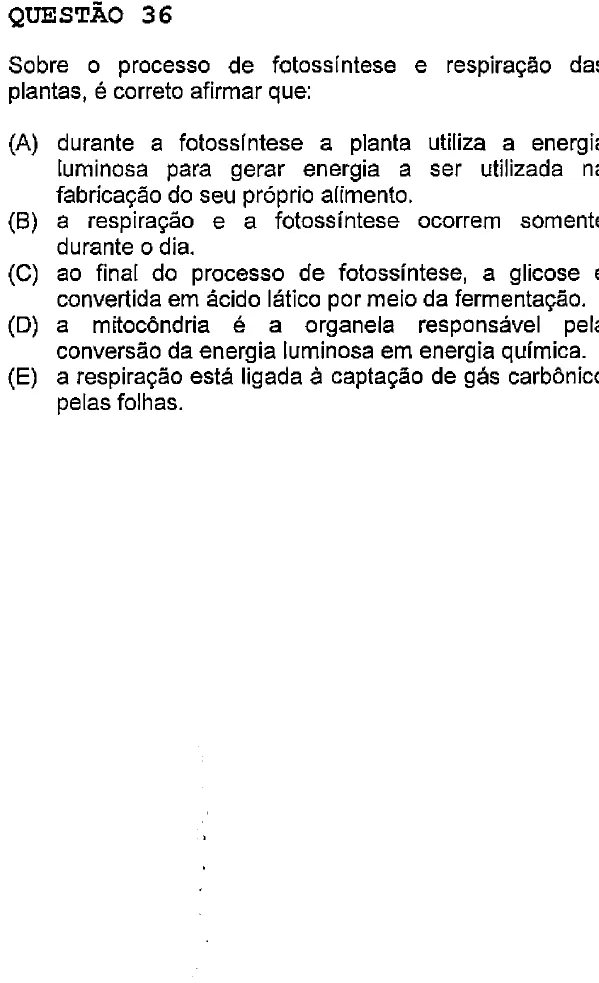 QUESTÃO 36
Sobre o processo de fotossíntese e respiração das
plantas, é correto afirmar que:
(A) durante a fotossíntese a planta utiliza a energia
luminosa para gerar energia a ser utilizada na
fabricação do seu próprio alimento.
(B) a respiração e a fotossíntese ocorrem somente
durante o dia.
(C) ao final do processo de fotossíntese, a glicose é
convertida em ácido lático por meio da fermentação.
(D) a mitocôndria é a organela responsável pela
conversão da energia luminosa em energia química.
(E) a respiração está ligada à captação de gás carbônico
pelas folhas.